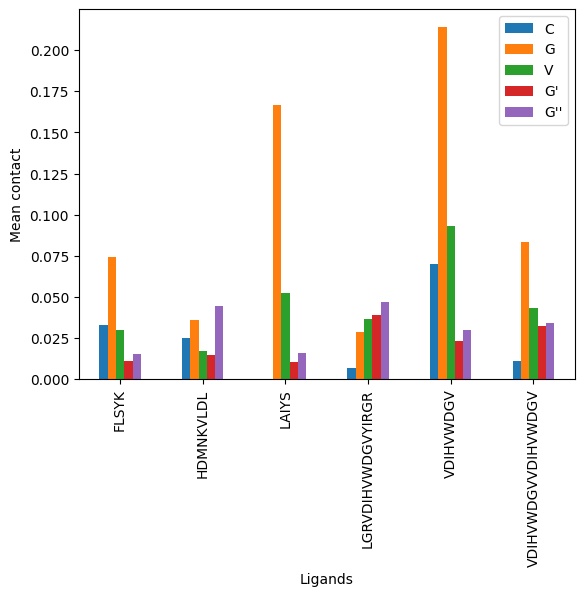 0.200
0.175
0.150
0.125
0.100
0.075
0.050
0.025
0.000
Mean contact
C
G
V
G'
G''
FLSYK
HDMNKVLDL
LAIYS
LGRVDIHVWDGVYIRGR
VDIHVWDGV
VDIHVWDGVVDIHVWDGV
Ligands